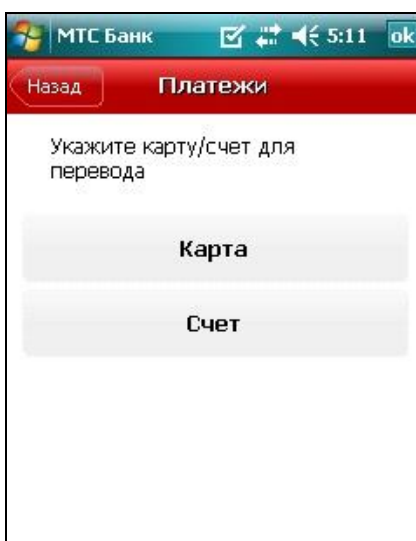 МТС Банк 5:11 ok
Назад Платежи
Укажите карту/счет для
перевода
Карта
Счет